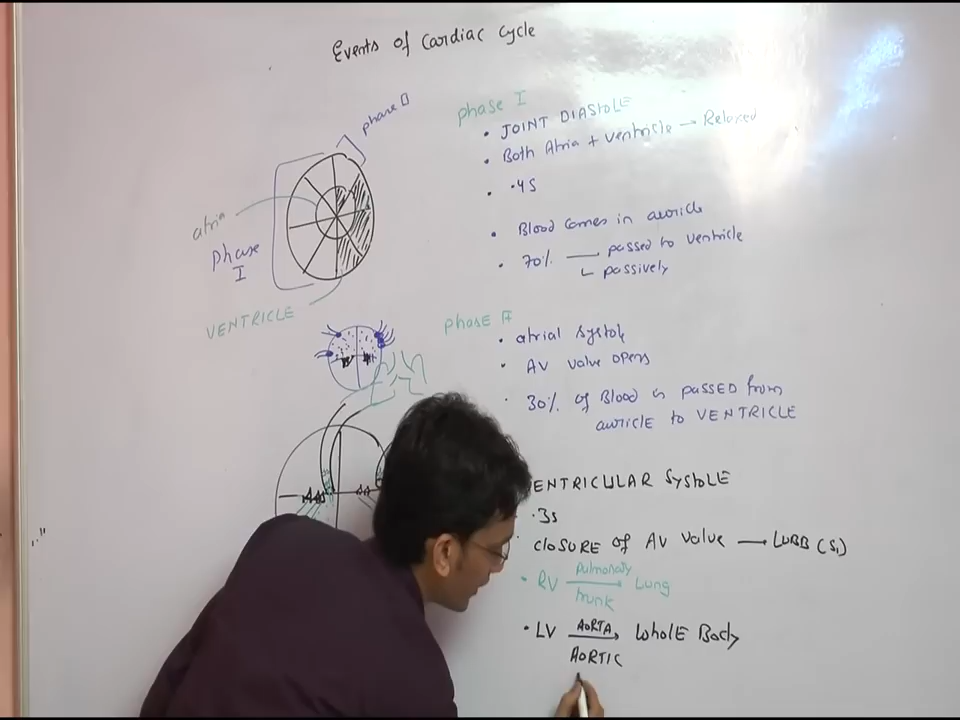 Events of Cardiac Cycle
phase II
atria
phase
I
VENTRICLE
phase I
• JOINT DIASTOLE
• Both Atria + ventricle → Relaxed
• .4S
• Blood comes in auricle
• 70% — passed to ventricle
passively
phase II
• atrial systole
• AV valve opens
• 30% of Blood is passed from
auricle to VENTRICLE
ENTRICULAR SYSTOLE
.3s
closure of AV valve → LUBB (S1)
• RV pulmonary trunk → Lung
• LV AORTA → Whole Body
AORTIC